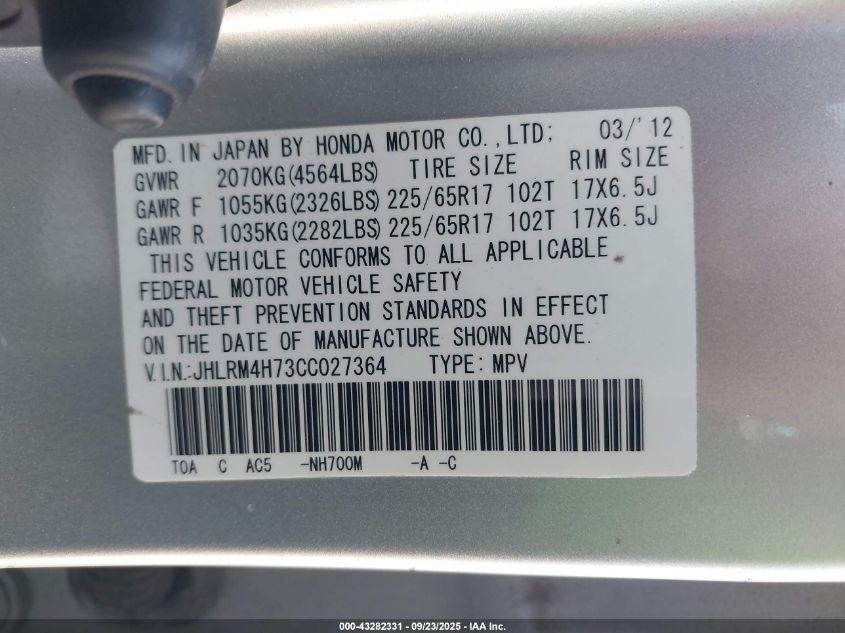 MFD. IN JAPAN BY HONDA MOTOR CO.,LTD; 03/'12
GVWR 2070KG(4564LBS) TIRE SIZE RIM SIZE
GAWR F 1055KG(2326LBS) 225/65R17 102T 17X6.5J
GAWR R 1035KG(2282LBS) 225/65R17 102T 17X6.5J
THIS VEHICLE CONFORMS TO ALL APPLICABLE
FEDERAL MOTOR VEHICLE SAFETY
AND THEFT PREVENTION STANDARDS IN EFFECT
ON THE DATE OF MANUFACTURE SHOWN ABOVE.
V.I.N.:JHLRM4H73CC027364 TYPE: MPV
TOA C AC5 -NH700M -A -C
000-43282331 - 09/23/2025 - IAA Inc.